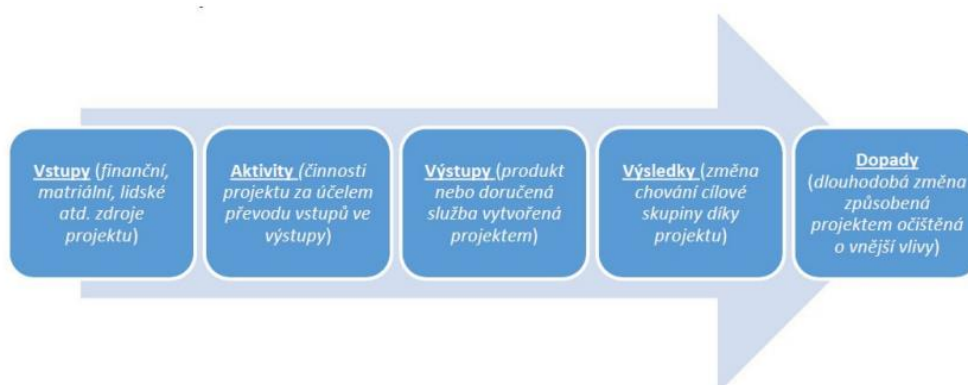 Vstupy (finanční,
matriální, lidské
atd. zdroje
projektu)
Aktivity (činnosti
projektu za účelem
převodu vstupů ve
výstupy)
Výstupy (produkt
nebo doručená
služba vytvořená
projektem)
Výsledky (změna
chování cílové
skupiny díky
projektu)
Dopady
(dlouhodobá změna
způsobená
projektem očištěná
o vnější vlivy)